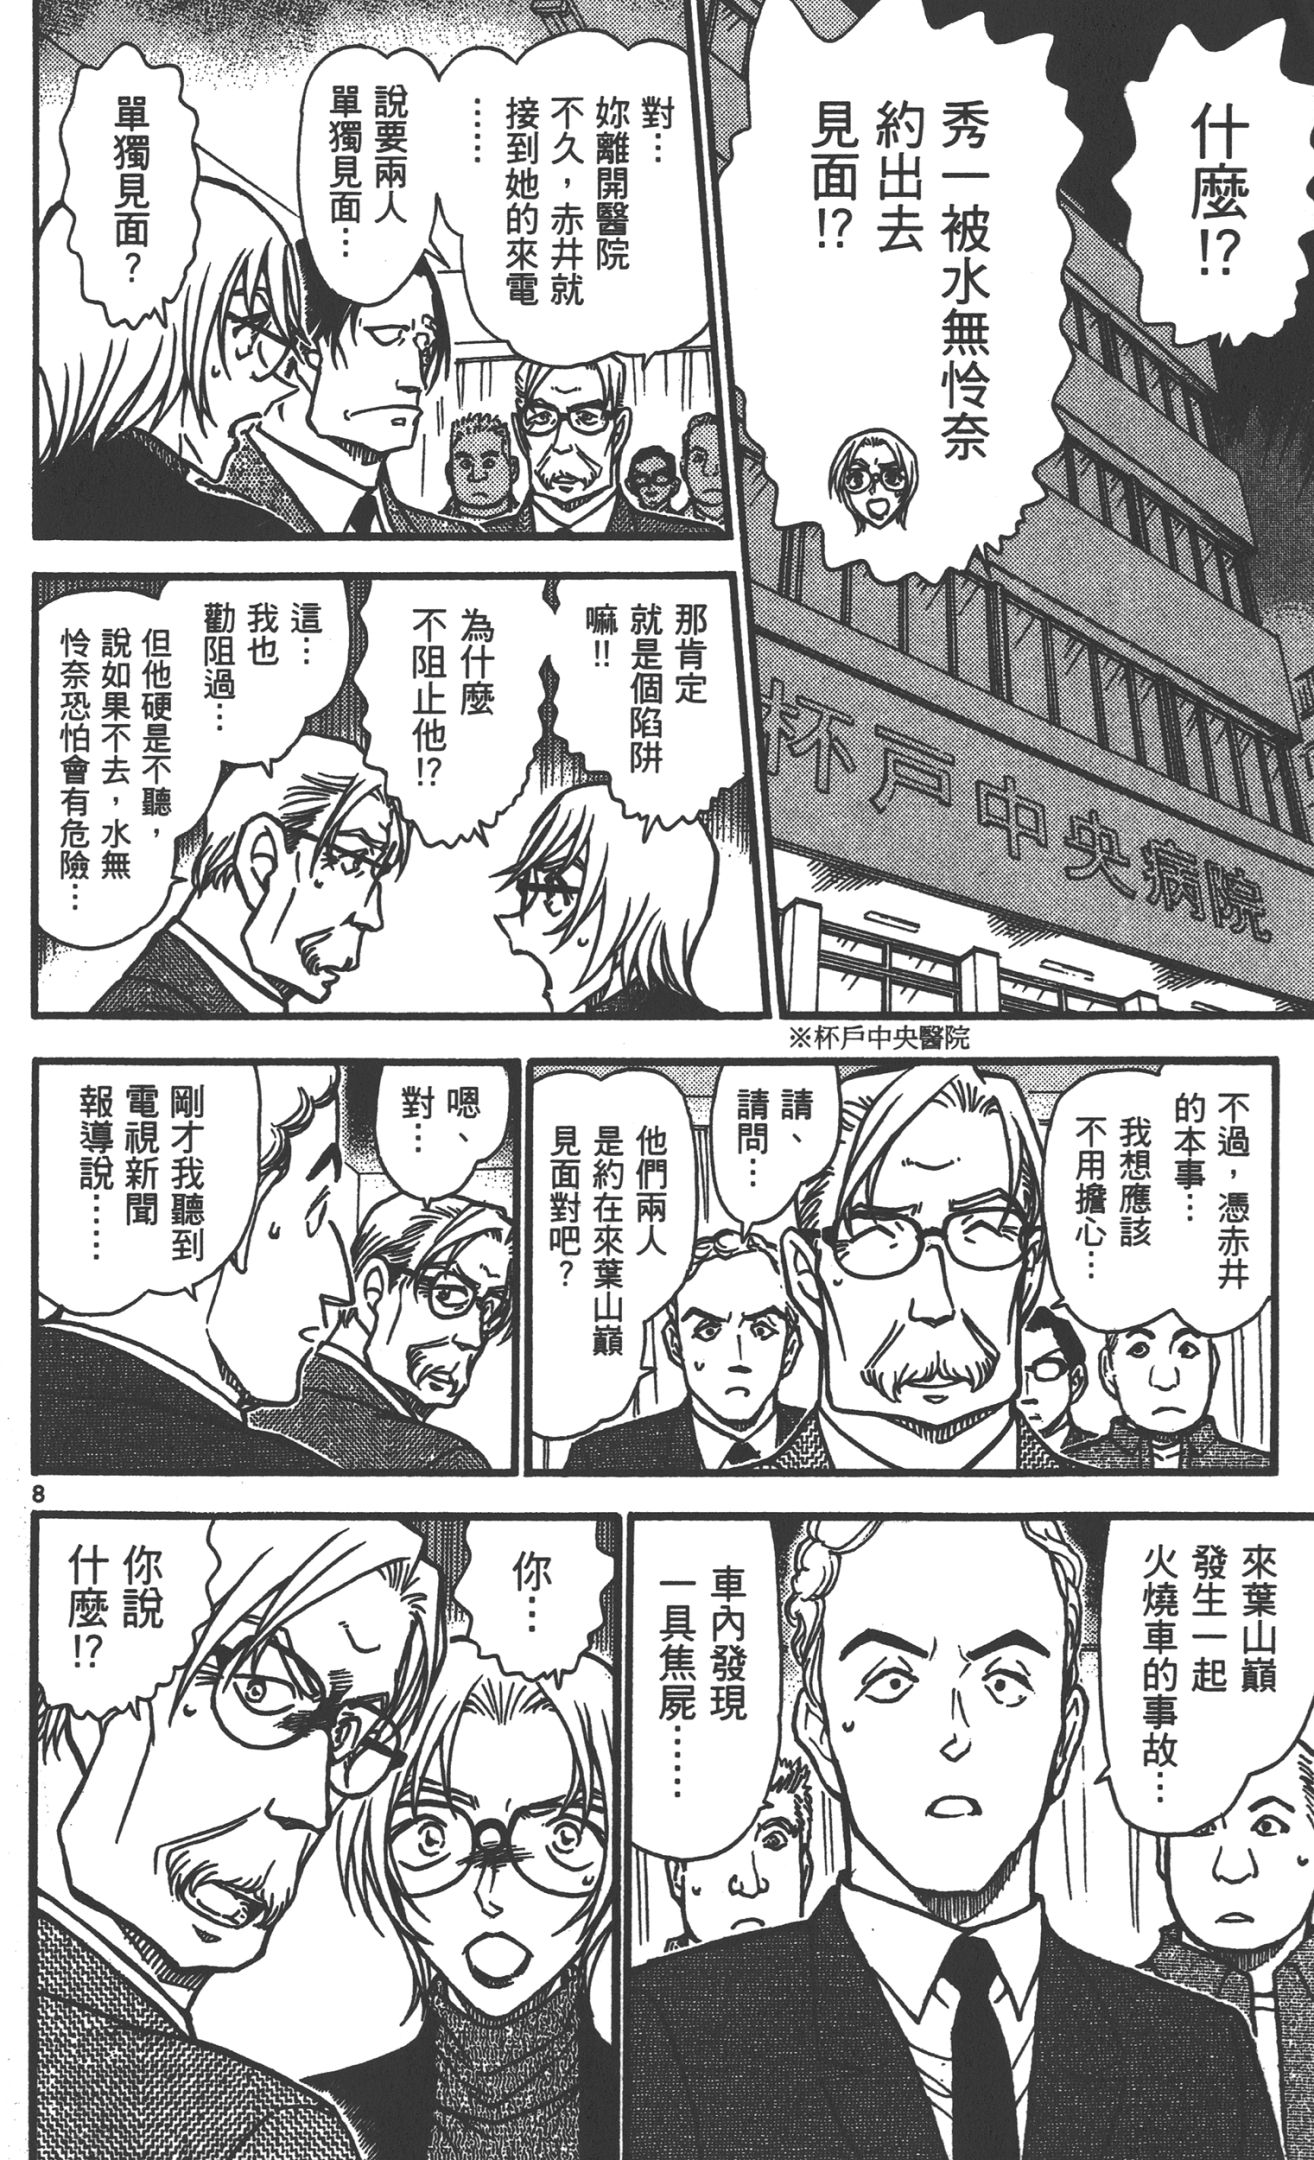 什麼!?
秀一被水無怜奈
約出去
見面!?
杯戸中央病院
※杯戶中央醫院
對…
妳離開醫院
不久，赤井就
接到她的來電
……
說要兩人
單獨見面…
單獨見面？
那肯定
就是個陷阱
嘛!!
為什麼
不阻止他!?
這…
我也
勸阻過…
但他硬是不聽，
說如果不去，水無
怜奈恐怕會有危險…
不過，憑赤井
的本事…
我想應該
不用擔心…
請、
請問…
他們兩人
是約在來葉山巔
見面對吧？
嗯、
對…
剛才我聽到
電視新聞
報導說……
8
來葉山巔
發生一起
火燒車的事故…
車內發現
一具焦屍……
你…
你說
什麼!?